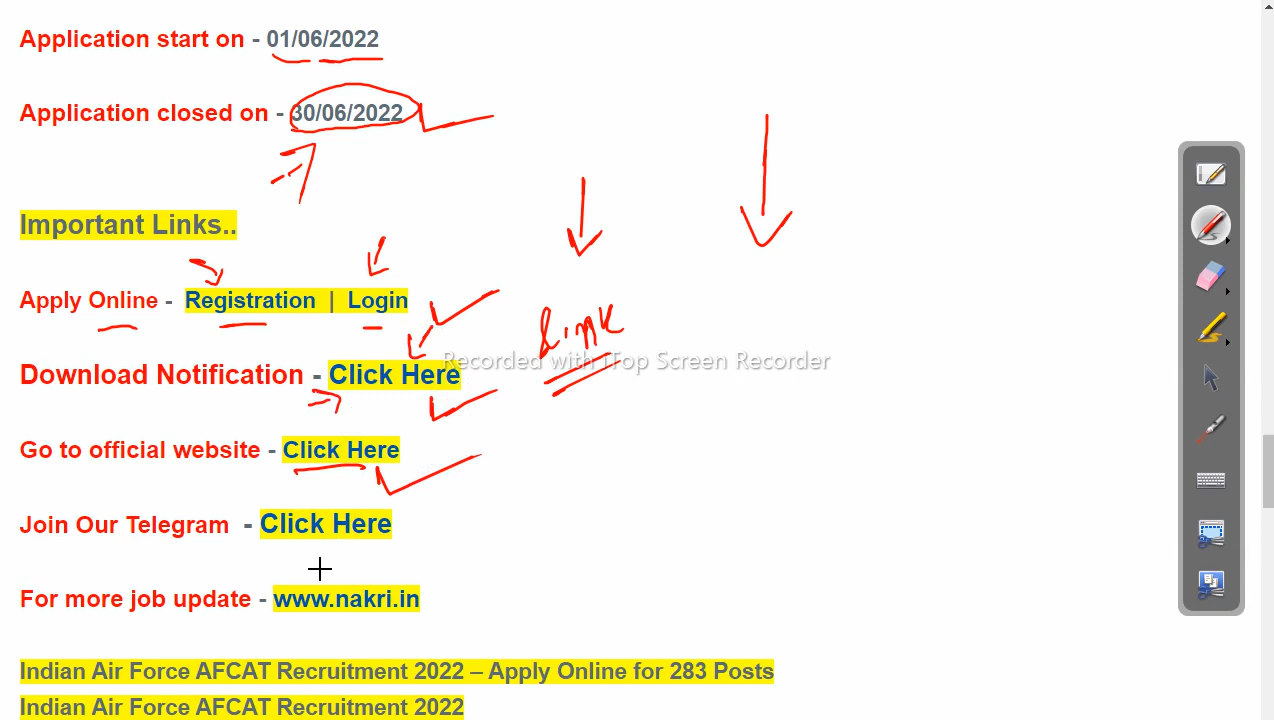 Application start on - 01/06/2022
Application closed on - 30/06/2022
Important Links..
Apply Online - Registration | Login
link
Recorded with iTop Screen Recorder
Download Notification - Click Here
Go to official website - Click Here
Join Our Telegram - Click Here
For more job update - www.nakri.in
Indian Air Force AFCAT Recruitment 2022 – Apply Online for 283 Posts
Indian Air Force AFCAT Recruitment 2022